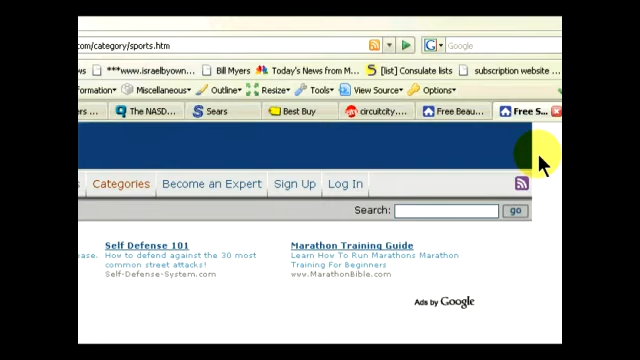 com/category/sports.htm
Google
ws ***www.israelbyown... Bill Myers Today's News from M... [list] Consulate lists subscription website ...
formation Miscellaneous Outline Resize Tools View Source Options
ers ... The NASD... Sears Best Buy circuitcity.... Free Beau... Free S...
s Categories Become an Expert Sign Up Log In
Search: go
ease.
Self Defense 101
How to defend against the 30 most
common street attacks!
Self-Defense-System.com
Marathon Training Guide
Learn How To Run Marathons Marathon
Training For Beginners
www.MarathonBible.com
Ads by Google